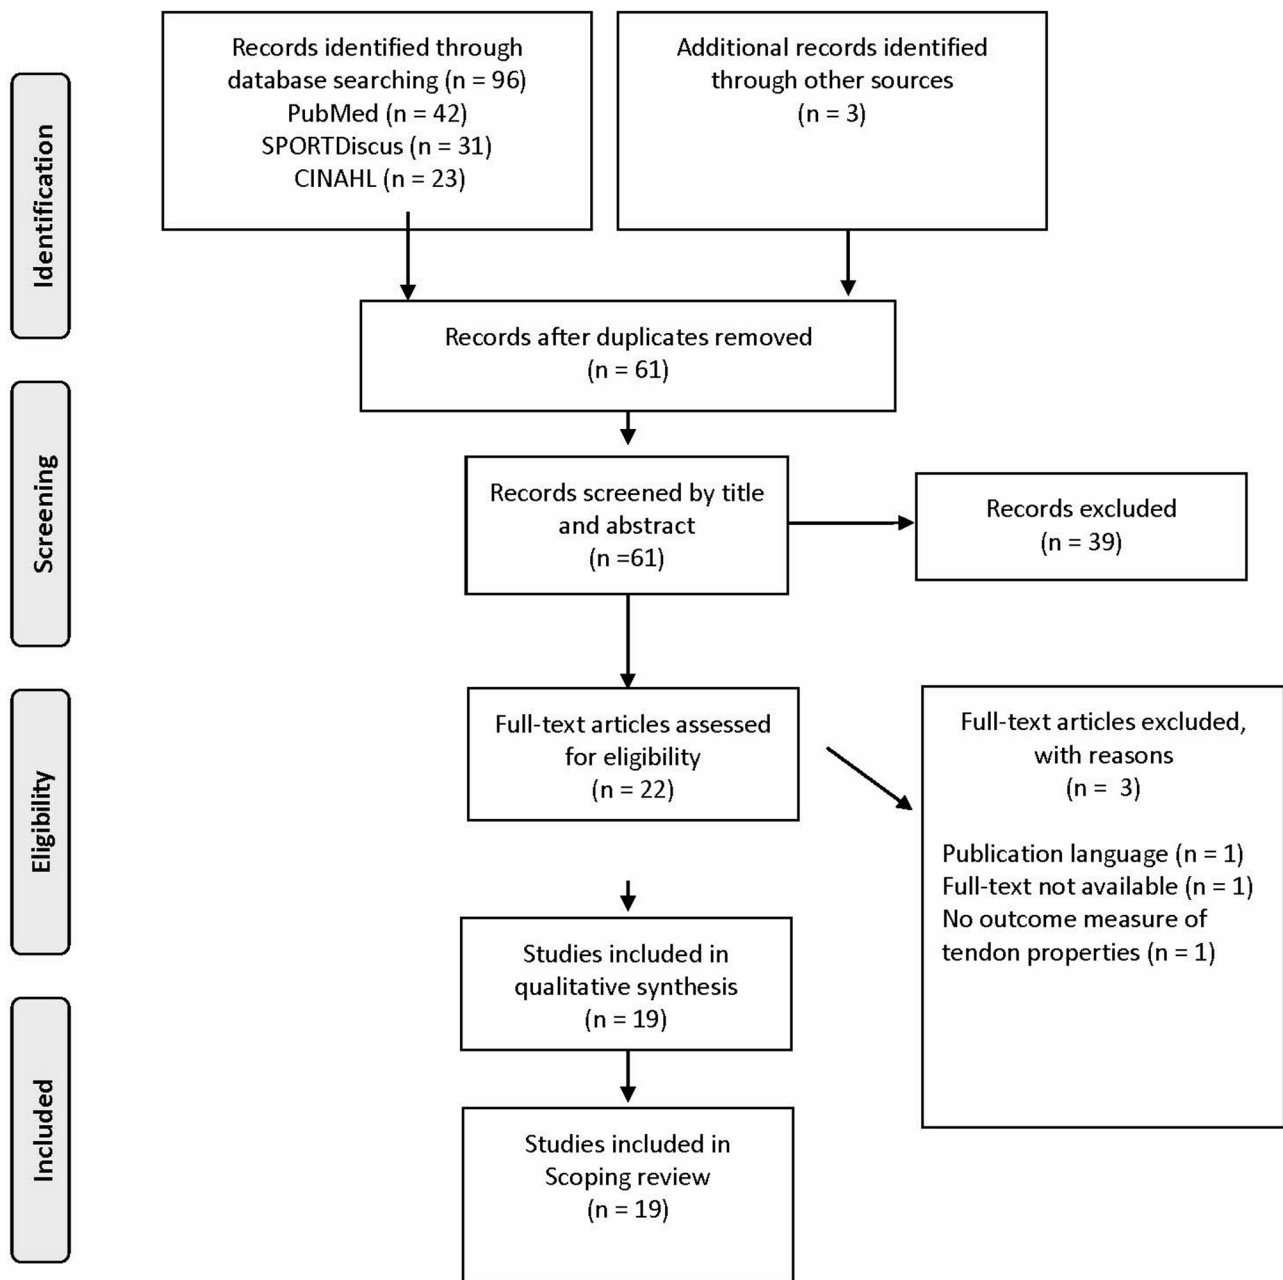 Records identified through
database searching (n = 96)
PubMed (n = 42)
SPORTDiscus (n = 31)
CINAHL (n = 23)
Additional records identified
through other sources
(n = 3)
Identification
Records after duplicates removed
(n = 61)
Screening
Records screened by title
and abstract
(n =61)
Records excluded
(n = 39)
Eligibility
Full-text articles assessed
for eligibility
(n = 22)
Full-text articles excluded,
with reasons
(n =  3)
Publication language (n = 1)
Full-text not available (n = 1)
No outcome measure of
tendon properties (n = 1)
Studies included in
qualitative synthesis
(n = 19)
Included
Studies included in
Scoping review
(n = 19)